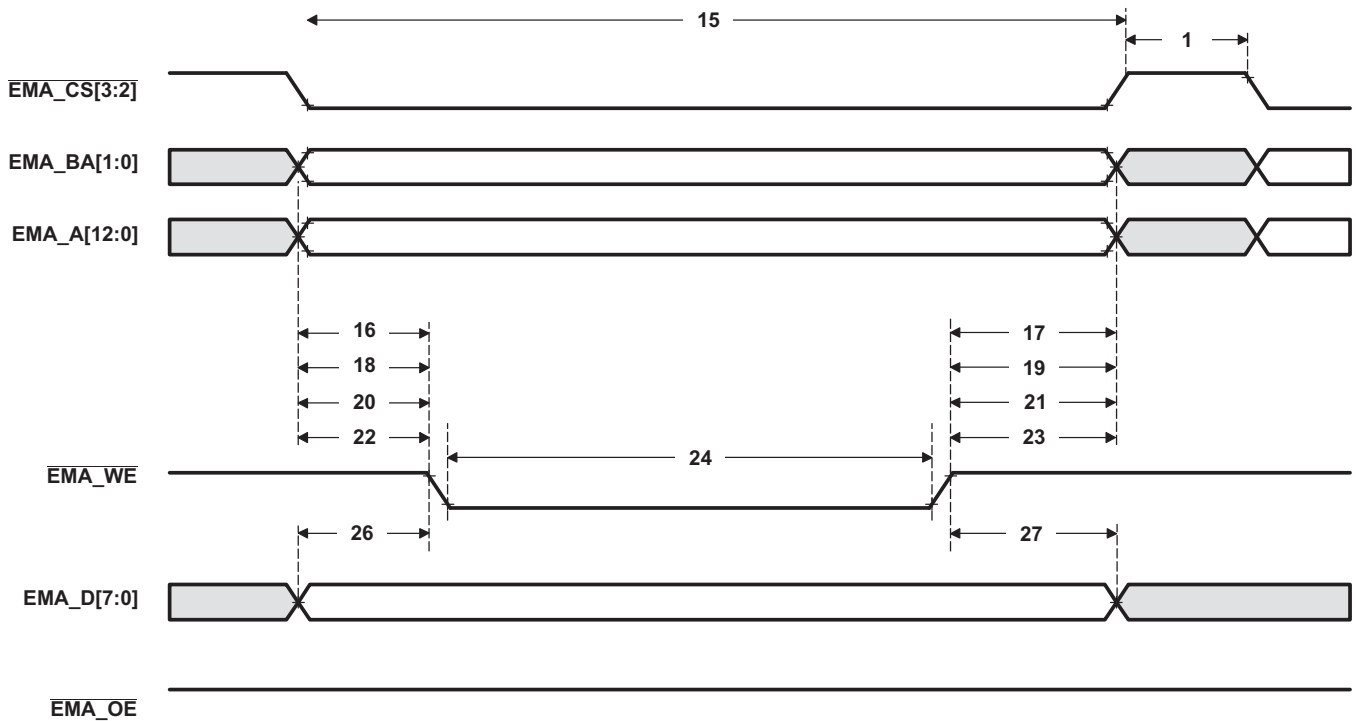 15
1
EMA_CS[3:2]
EMA_BA[1:0]
EMA_A[12:0]
16
17
18
19
20
21
22
23
24
EMA_WE
26
27
EMA_D[7:0]
EMA_OE